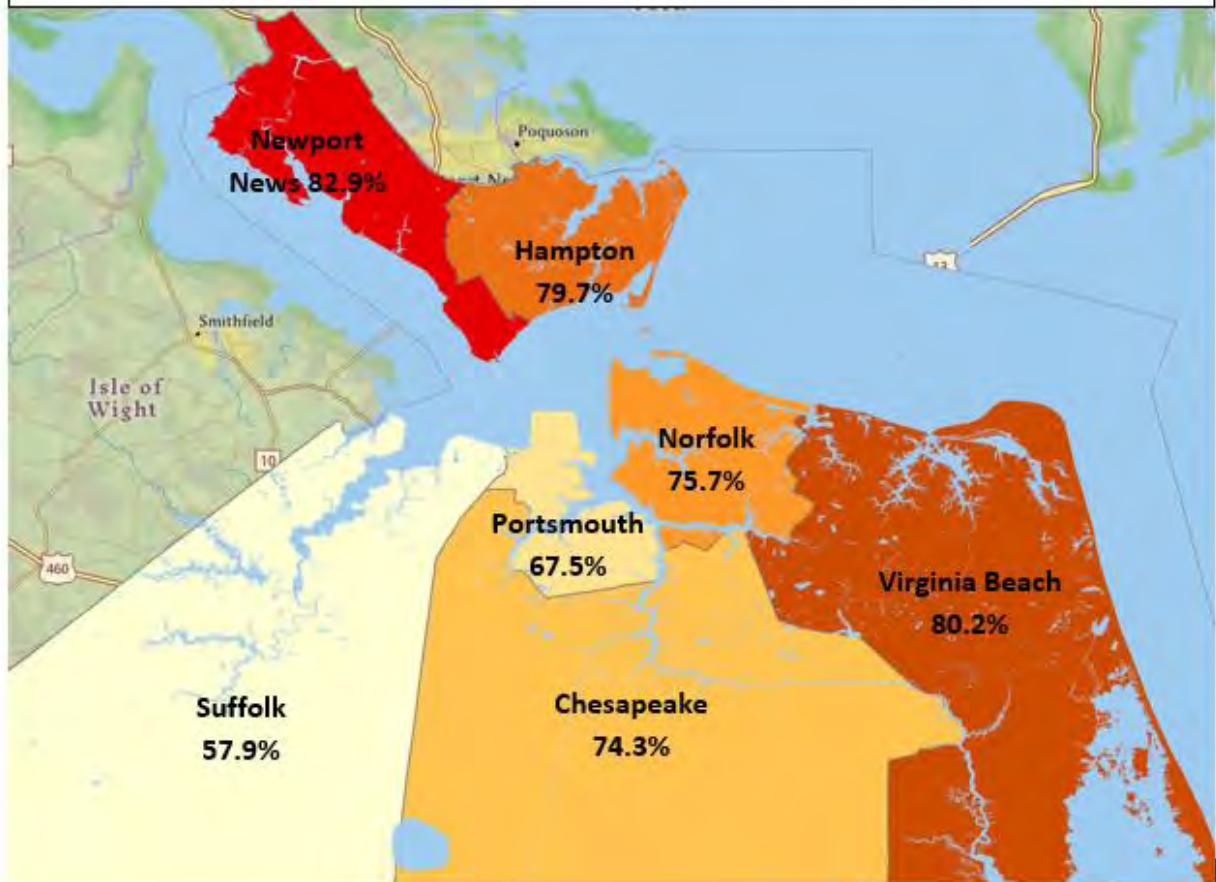 Poquoson
Newport
News 82.9%
Hampton
79.7%
13
Smithfield
Isle of
Wight
10
Norfolk
75.7%
Portsmouth
67.5%
460
Virginia Beach
80.2%
Suffolk
57.9%
Chesapeake
74.3%